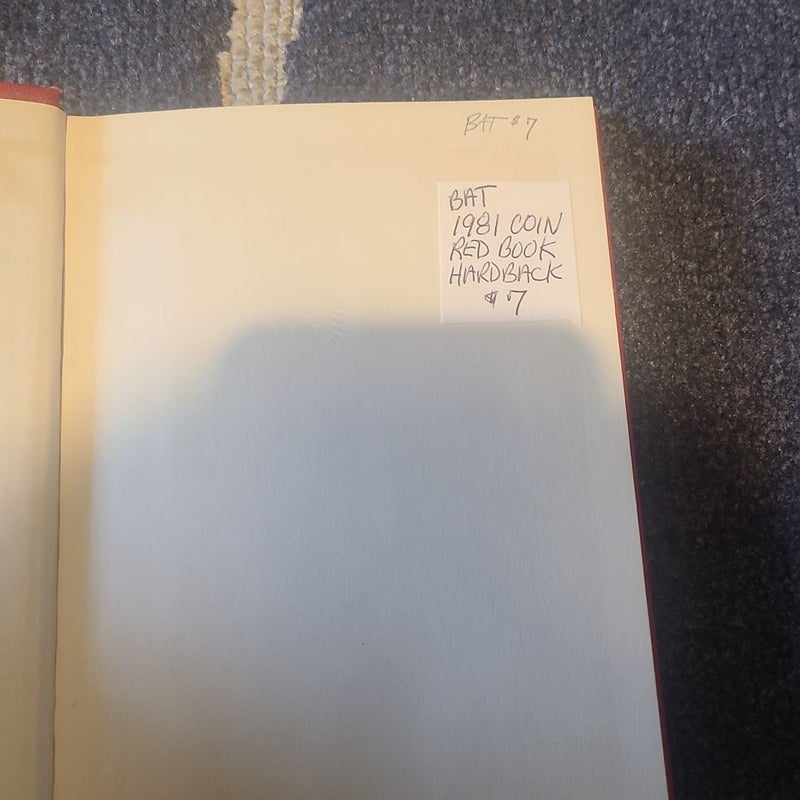 BAT $7
BAT
1981 COIN
RED BOOK
HARDBACK
$7